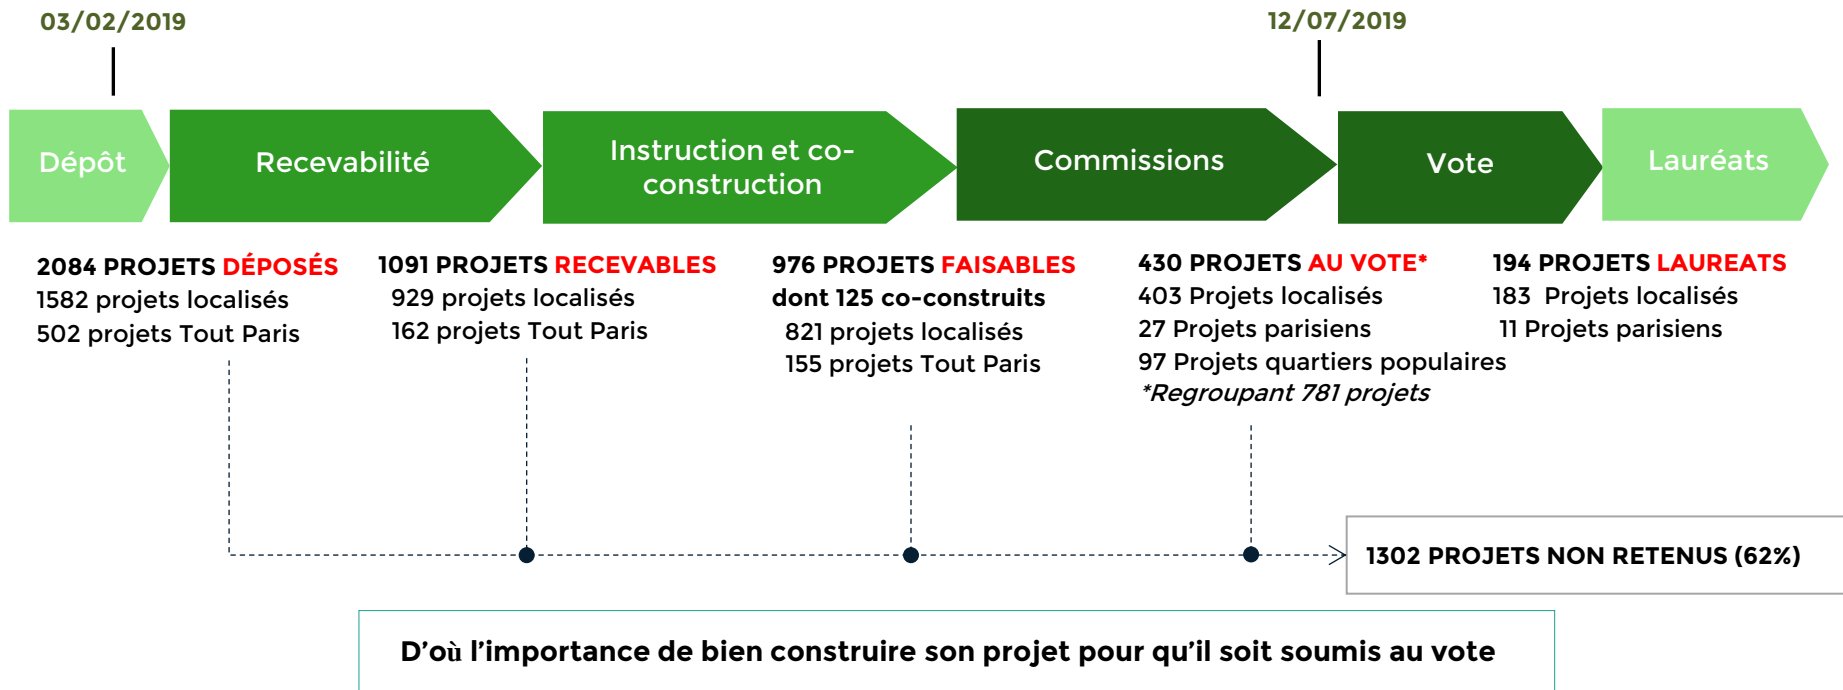 03/02/2019
12/07/2019
Dépôt
Recevabilité
Instruction et co-
construction
Commissions
Vote
Lauréats
2084 PROJETS DÉPOSÉS
1582 projets localisés
502 projets Tout Paris
1091 PROJETS RECEVABLES
929 projets localisés
162 projets Tout Paris
976 PROJETS FAISABLES
dont 125 co-construits
821 projets localisés
155 projets Tout Paris
430 PROJETS AU VOTE*
403 Projets localisés
27 Projets parisiens
97 Projets quartiers populaires
*Regroupant 781 projets
194 PROJETS LAUREATS
183 Projets localisés
11 Projets parisiens
1302 PROJETS NON RETENUS (62%)
D'où l'importance de bien construire son projet pour qu'il soit soumis au vote